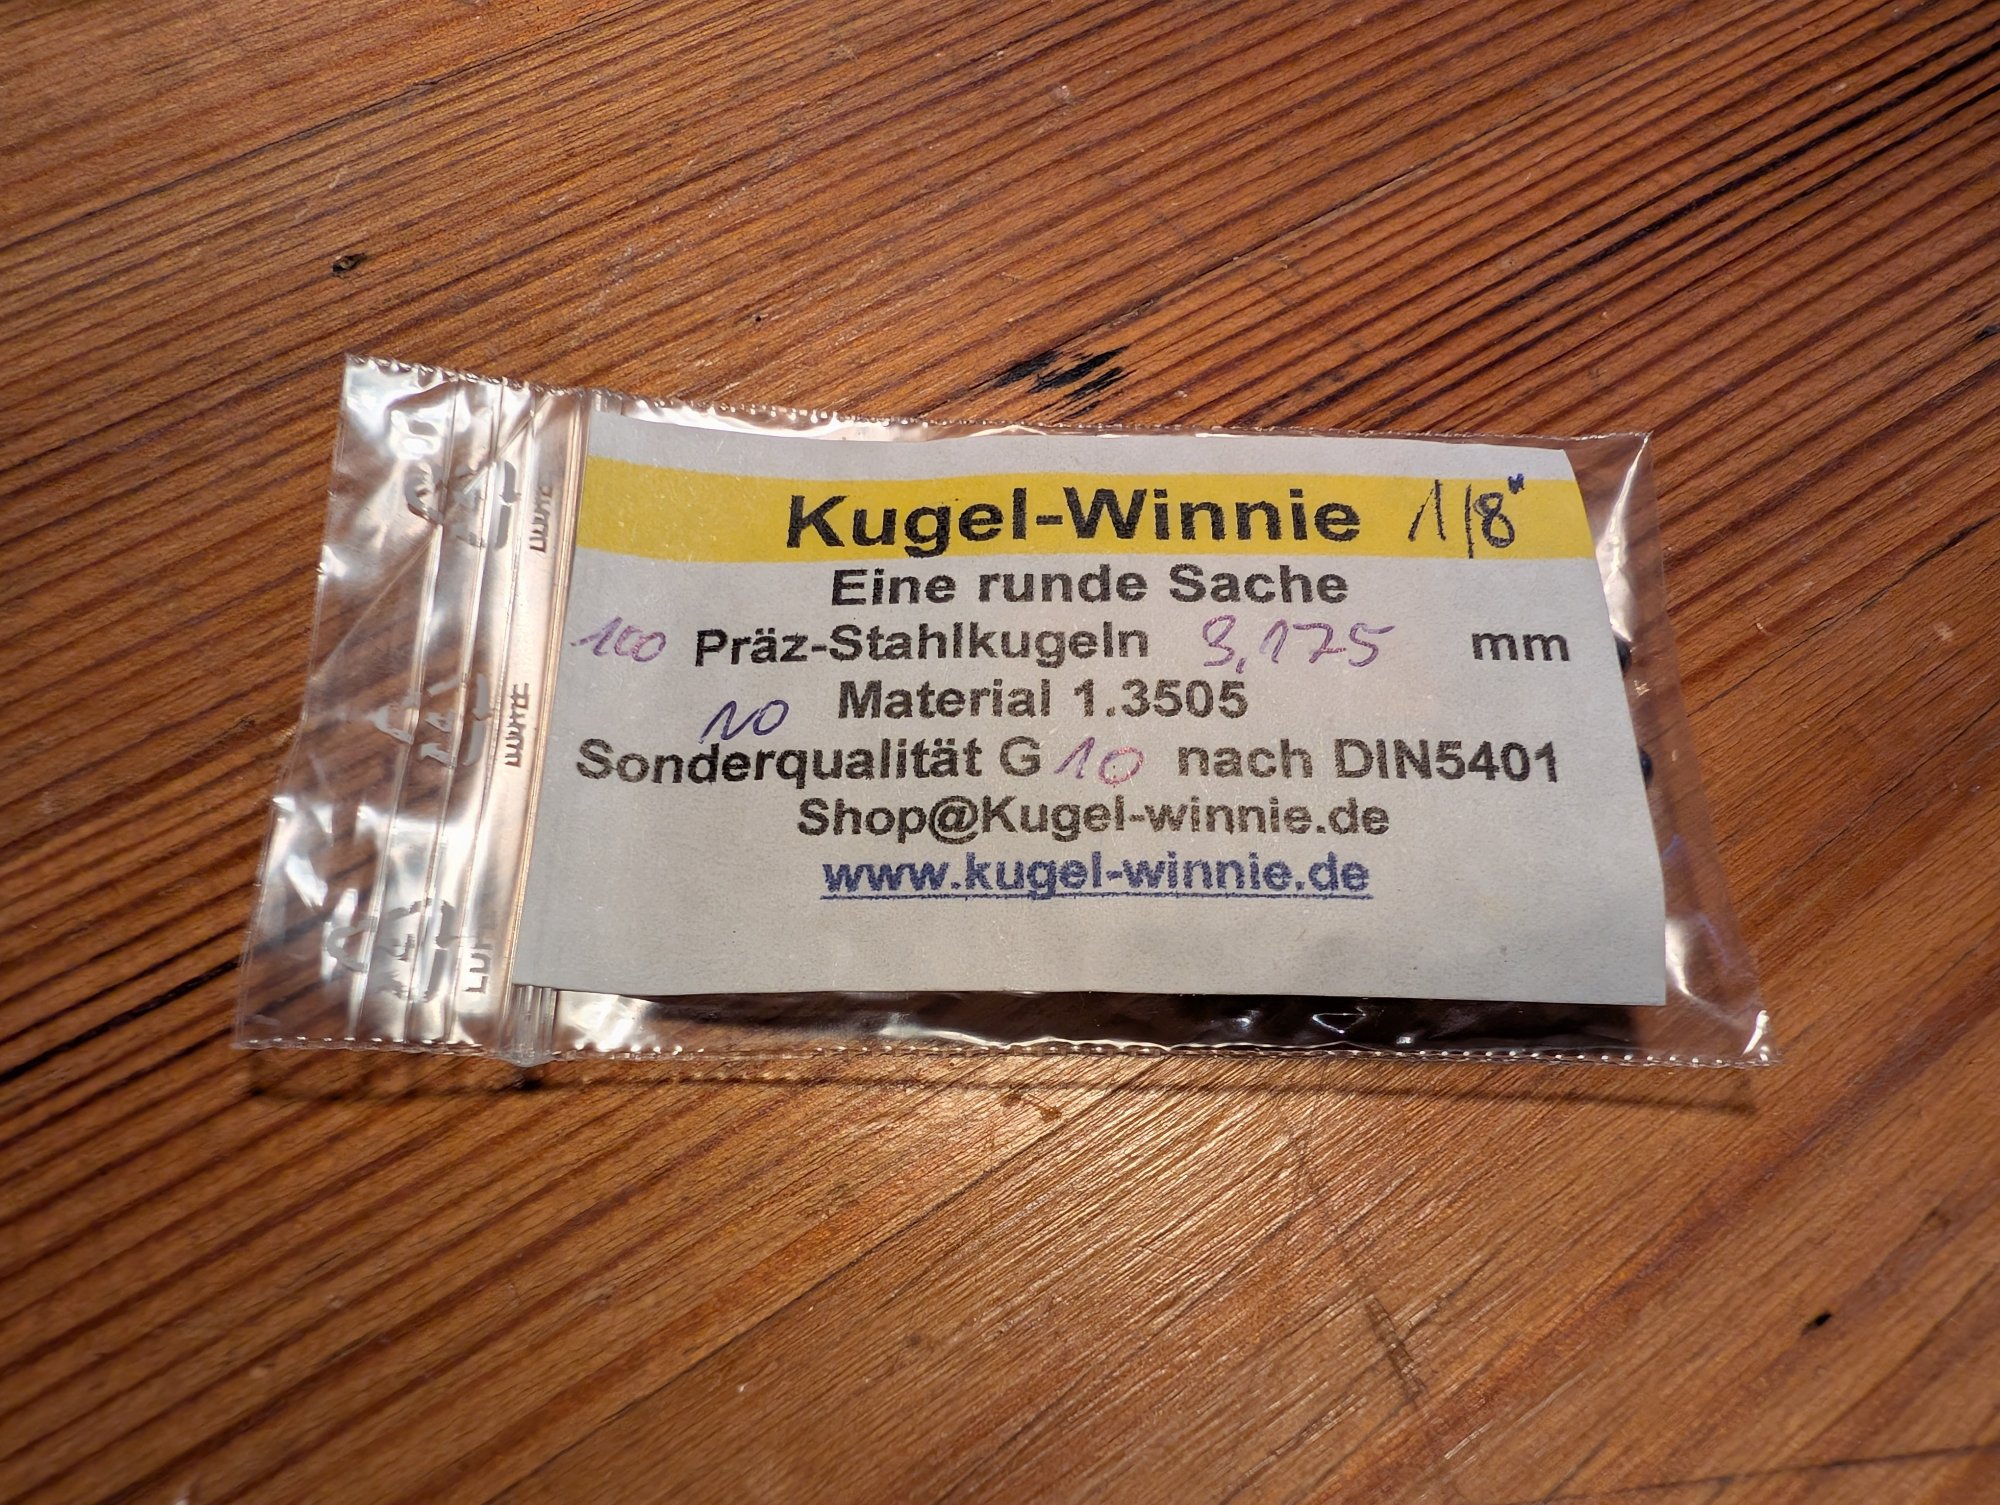 Kugel-Winnie 1/8"
Eine runde Sache
100 Präz-Stahlkugeln 3,175 mm
Material 1.3505
10
Sonderqualität G 10 nach DIN5401
Shop@Kugel-winnie.de
www.kugel-winnie.de